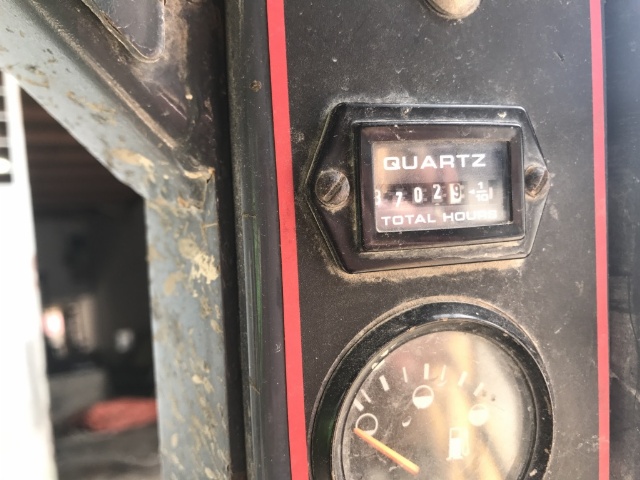 QUARTZ
37029 1/10
TOTAL HOURS